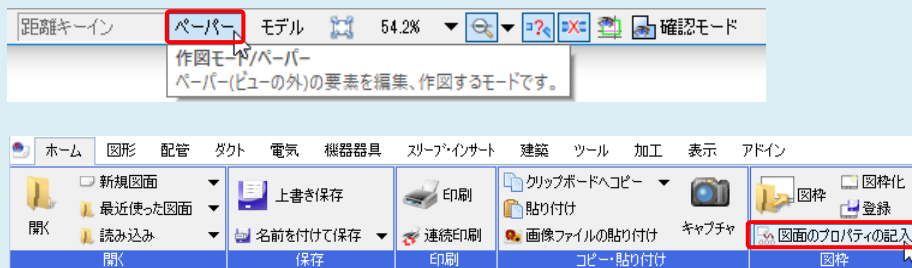 距離キーイン ペーパー モデル 54.2% 確認モード
作図モード/ペーパー
ペーパー(ビューの外)の要素を編集、作図するモードです。
ホーム 図形 配管 ダクト 電気 機器器具 スリーブ・インサート 建築 ツール 加工 表示 アドイン
開く
新規図面
最近使った図面
読み込み
開く
上書き保存
名前を付けて保存
保存
印刷
連続印刷
印刷
クリップボードへコピー
貼り付け
画像ファイルの貼り付け
キャプチャ
コピー・貼り付け
図枠
図枠化
登録
図面のプロパティの記入
図枠